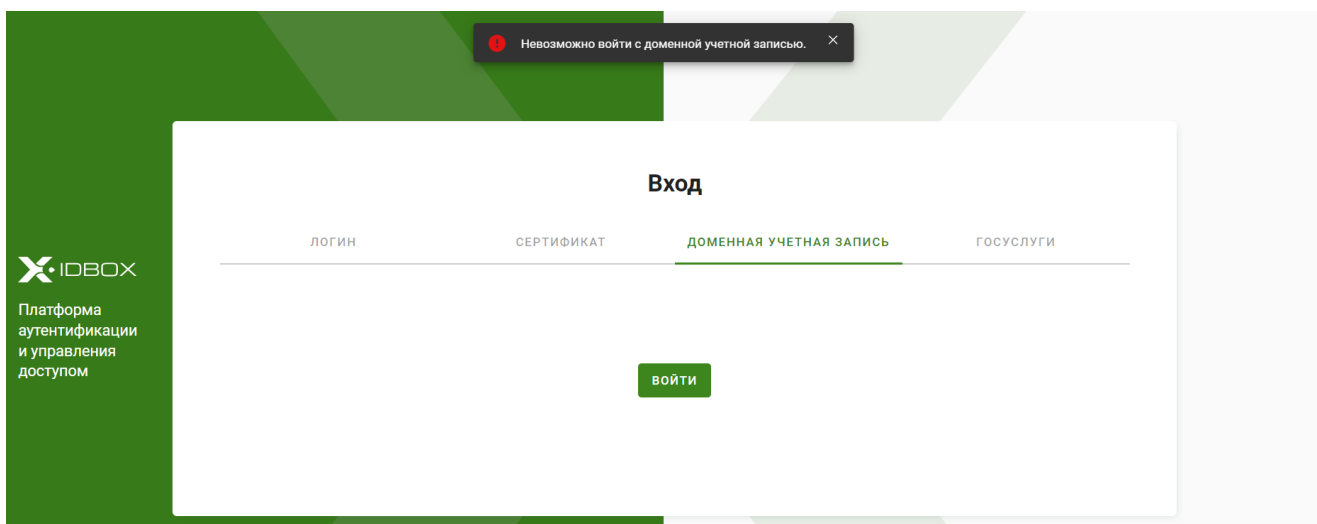 Невозможно войти с доменной учетной записью.
Вход
ЛОГИН
СЕРТИФИКАТ
ДОМЕННАЯ УЧЕТНАЯ ЗАПИСЬ
ГОСУСЛУГИ
IDBOX
Платформа
аутентификации
и управления
доступом
ВОЙТИ